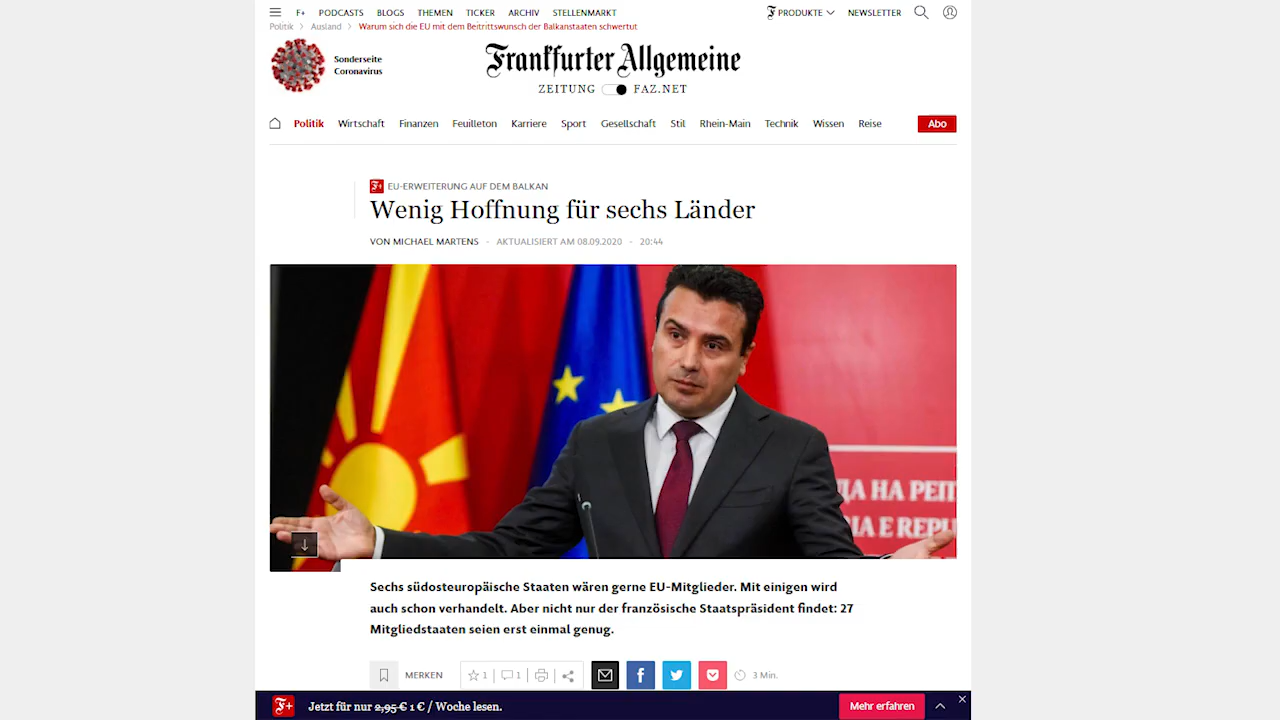 F+ PODCASTS BLOGS THEMEN TICKER ARCHIV STELLENMARKT PRODUKTE NEWSLETTER
Politik Ausland Warum sich die EU mit dem Beitrittswunsch der Balkanstaaten schwertut
Sonderseite
Coronavirus
Frankfurter Allgemeine
ZEITUNG FAZ.NET
Politik Wirtschaft Finanzen Feuilleton Karriere Sport Gesellschaft Stil Rhein-Main Technik Wissen Reise Abo
F+ EU-ERWEITERUNG AUF DEM BALKAN
Wenig Hoffnung für sechs Länder
VON MICHAEL MARTENS - AKTUALISIERT AM 08.09.2020 - 20:44
НА РЕП
E REPU
Sechs südosteuropäische Staaten wären gerne EU-Mitglieder. Mit einigen wird
auch schon verhandelt. Aber nicht nur der französische Staatspräsident findet: 27
Mitgliedstaaten seien erst einmal genug.
MERKEN 1 1 3 Min.
F+ Jetzt für nur 2,95 € 1 € / Woche lesen. Mehr erfahren